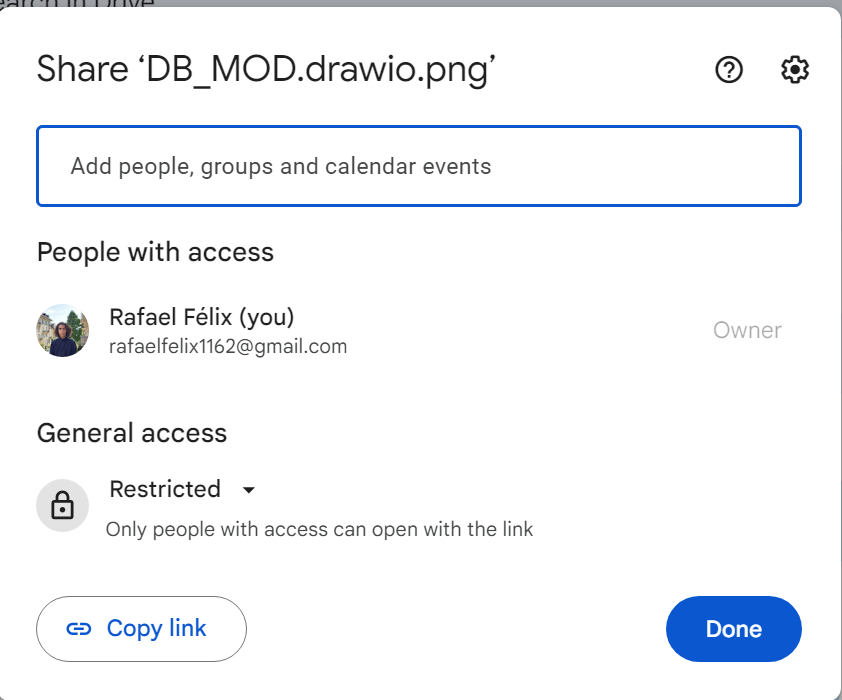 Search in Drive
Share ‘DB_MOD.drawio.png’
Add people, groups and calendar events
People with access
Rafael Félix (you)
rafaelfelix1162@gmail.com
Owner
General access
Restricted
Only people with access can open with the link
Copy link
Done